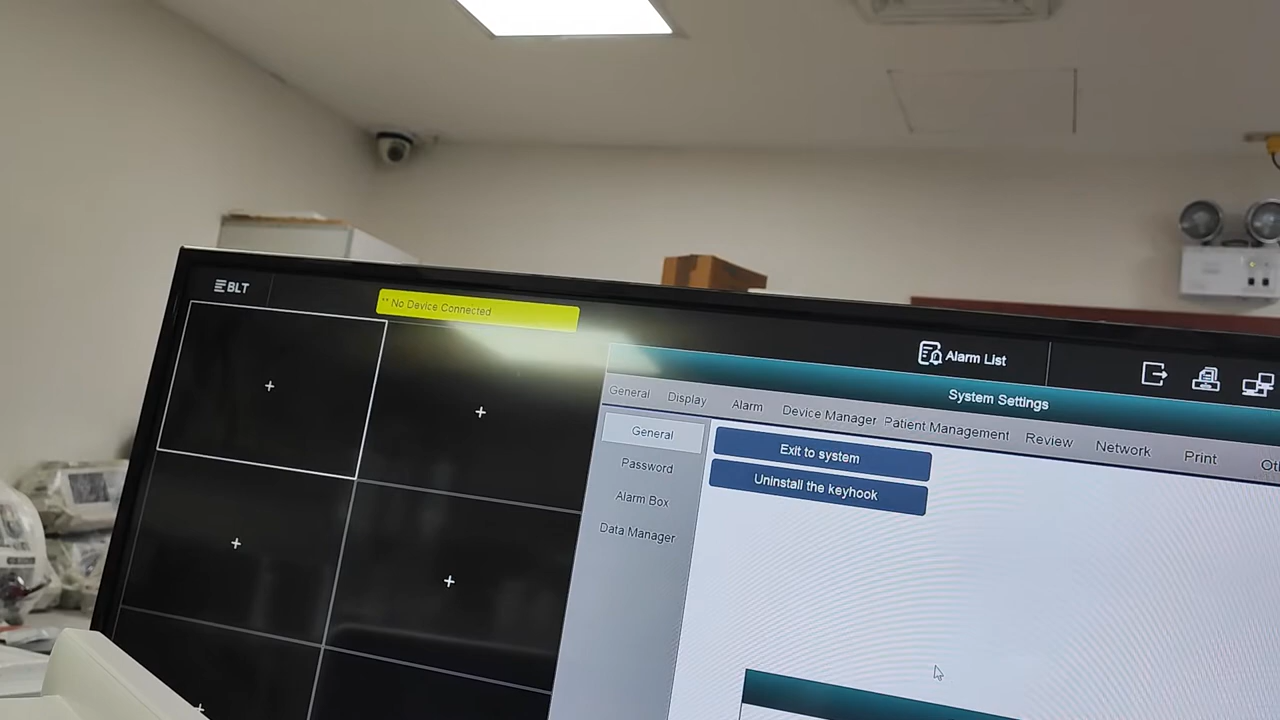 BLT
** No Device Connected
Alarm List
System Settings
General Display Alarm Device Manager Patient Management Review Network Print
General
Password
Alarm Box
Data Manager
Exit to system
Uninstall the keyhook